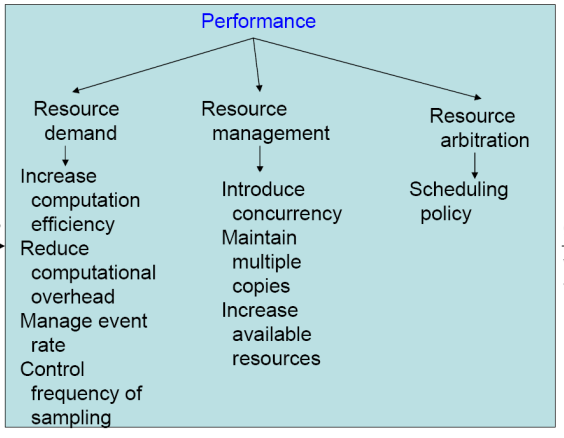 Performance
Resource
demand
Increase
computation
efficiency
Reduce
computational
overhead
Manage event
rate
Control
frequency of
sampling
Resource
management
Introduce
concurrency
Maintain
multiple
copies
Increase
available
resources
Resource
arbitration
Scheduling
policy